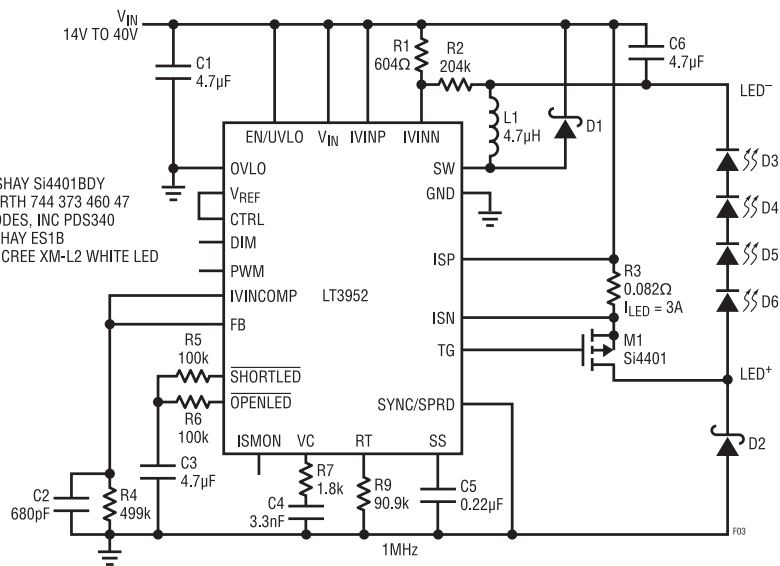 VIN
14V TO 40V
C1
4.7µF
R1
604Ω
R2
204k
C6
4.7µF
L1
4.7µH
D1
LED–
D3
D4
D5
D6
EN/UVLO
VIN
IVINP
IVINN
OVLO
VREF
CTRL
DIM
PWM
IVINCOMP
FB
SHORTLED
OPENLED
LT3952
SW
GND
ISP
ISN
TG
SYNC/SPRD
ISMON
VC
RT
SS
SHAY Si4401BDY
RTH 744 373 460 47
DES, INC PDS340
HAY ES1B
CREE XM-L2 WHITE LED
R3
0.082Ω
ILED = 3A
M1
Si4401
LED+
D2
R5
100k
R6
100k
C3
4.7µF
C2
680pF
R4
499k
R7
1.8k
C4
3.3nF
R9
90.9k
C5
0.22µF
1MHz
F03